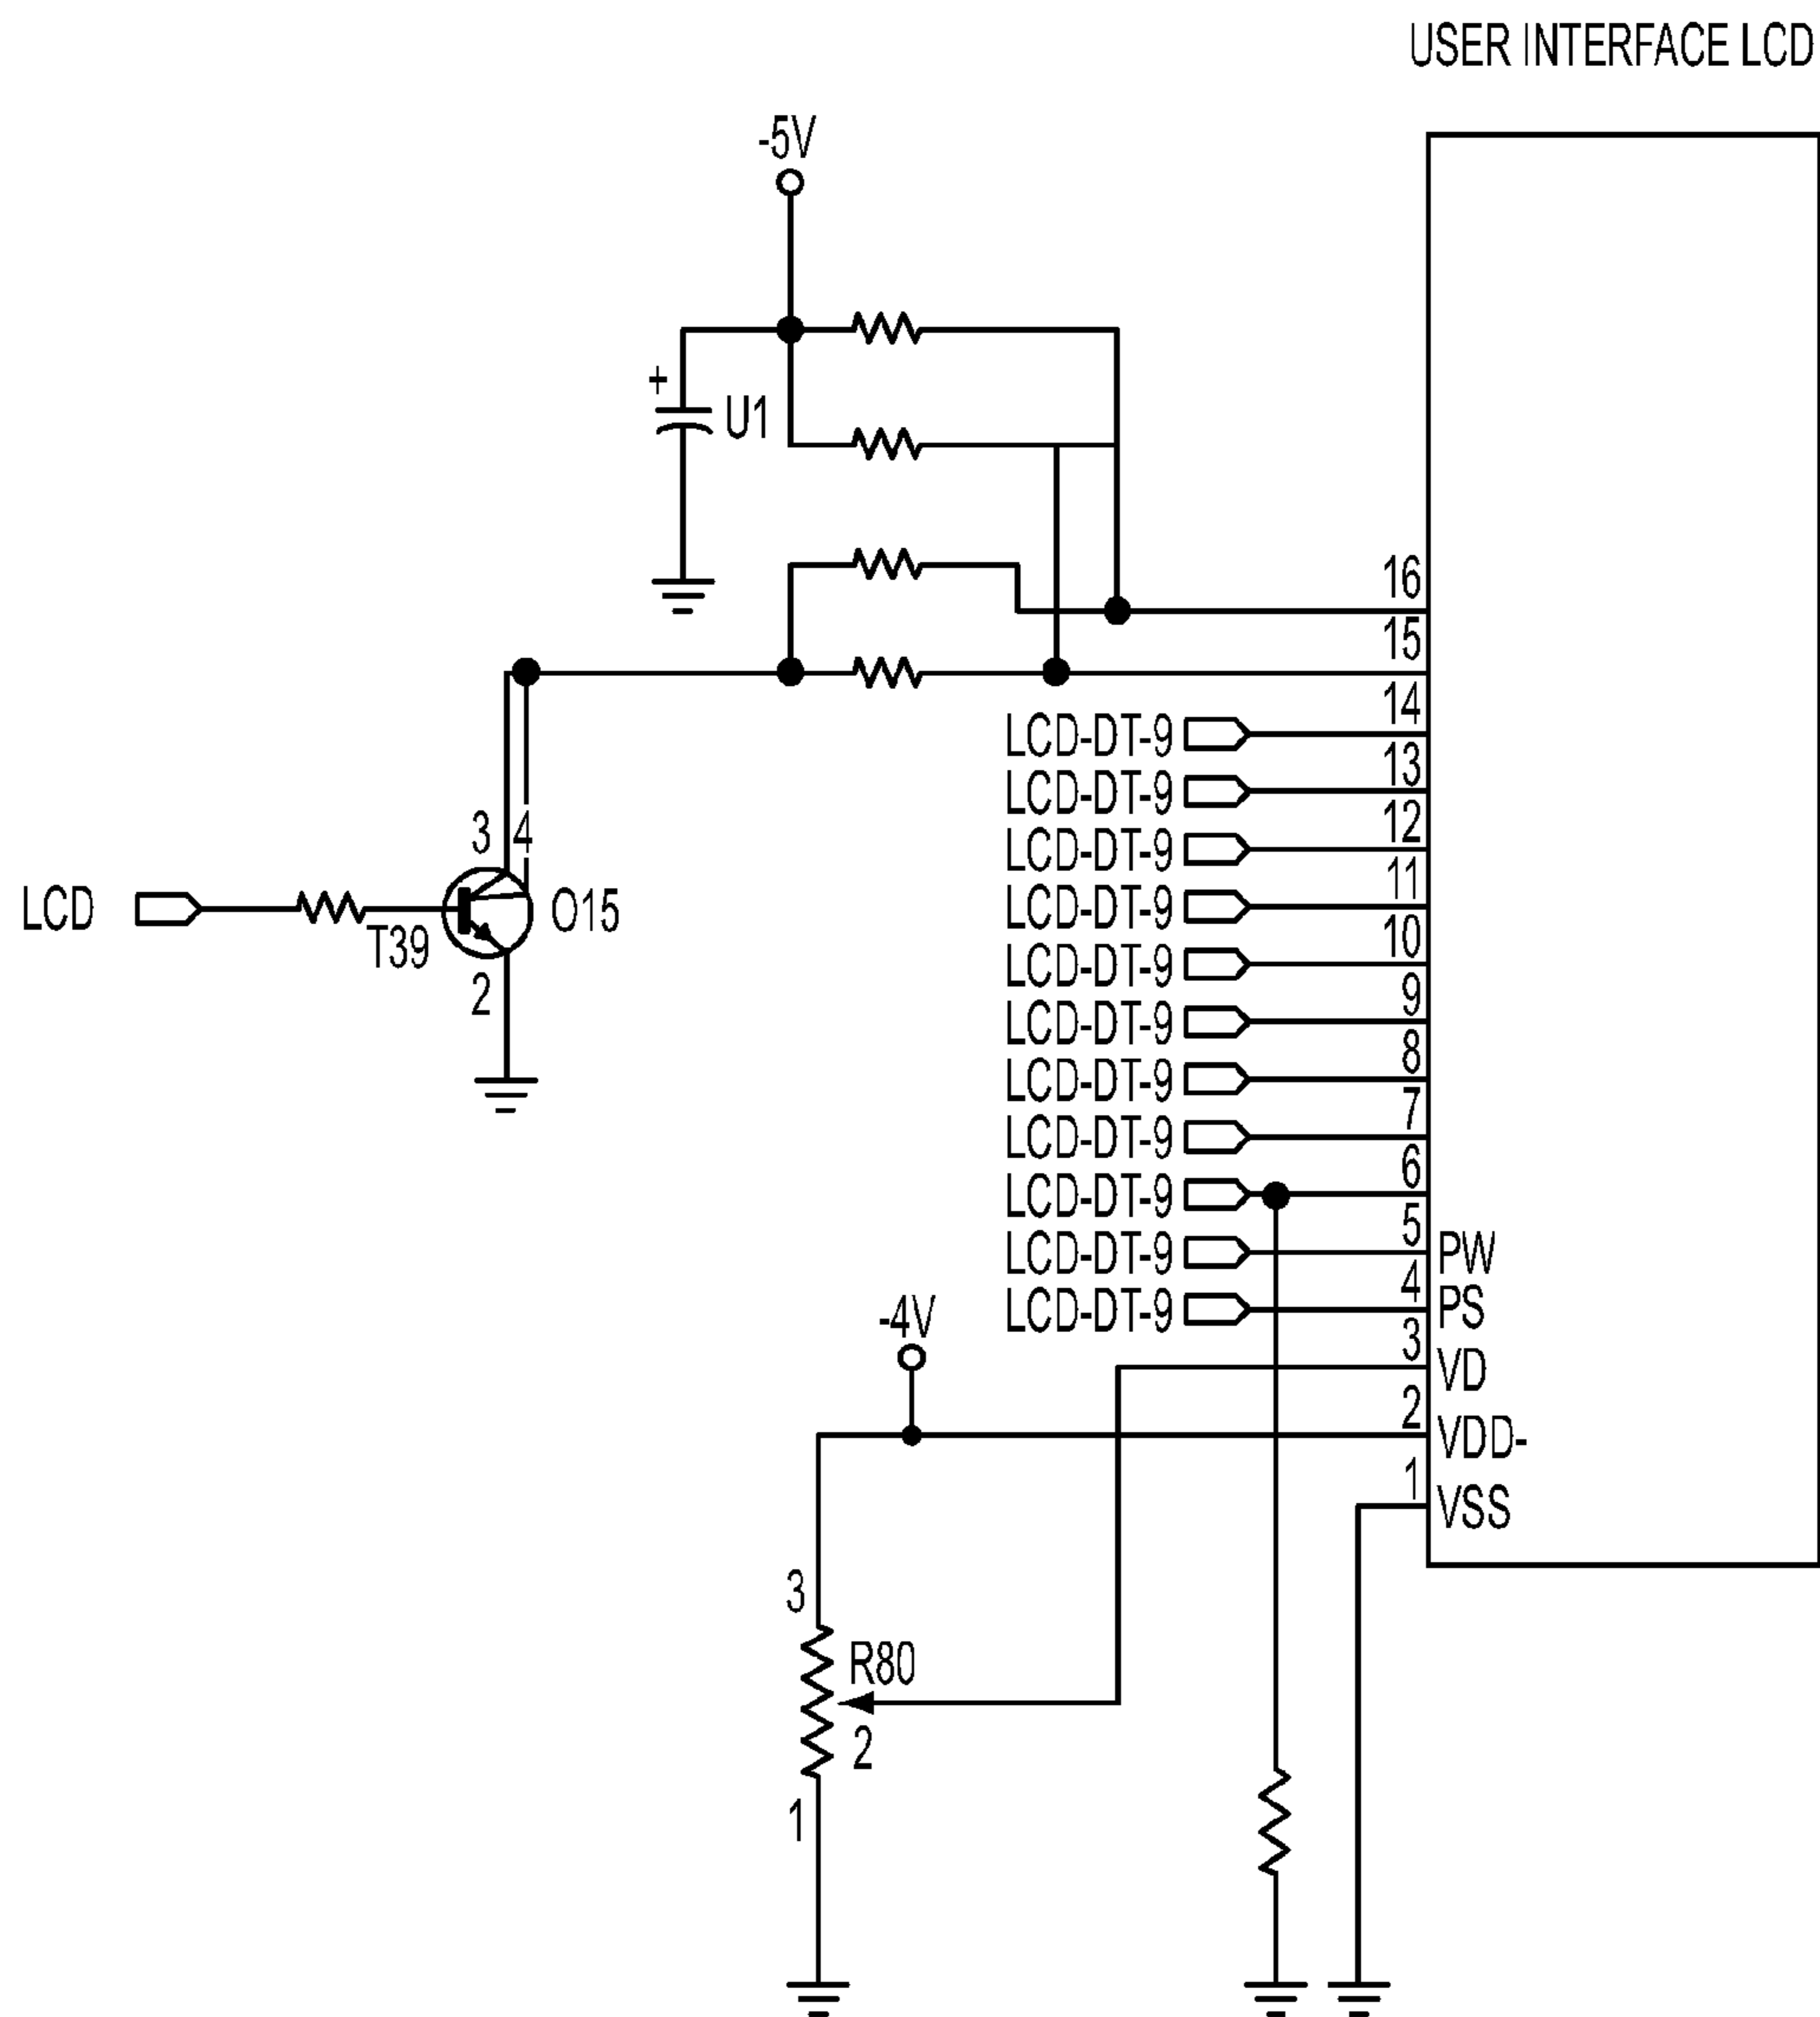 USER INTERFACE LCD
-5V
+
U1
16
15
14
LCD-DT-9
13
LCD-DT-9
12
LCD-DT-9
11
LCD-DT-9
10
LCD-DT-9
9
LCD-DT-9
8
LCD-DT-9
7
LCD-DT-9
6
LCD-DT-9
5
LCD-DT-9
PW
4
LCD-DT-9
PS
3
VD
2
VDD-
1
VSS
3 4
LCD
T39
O15
2
-4V
3
R80
2
1